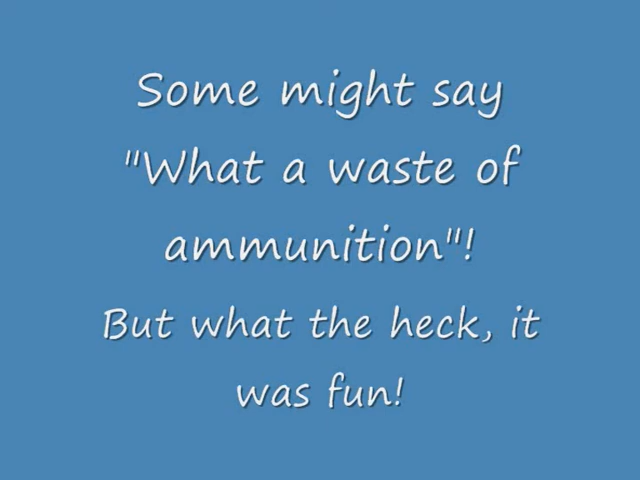 Some might say
"What a waste of
ammunition"!
But what the heck, it
was fun!